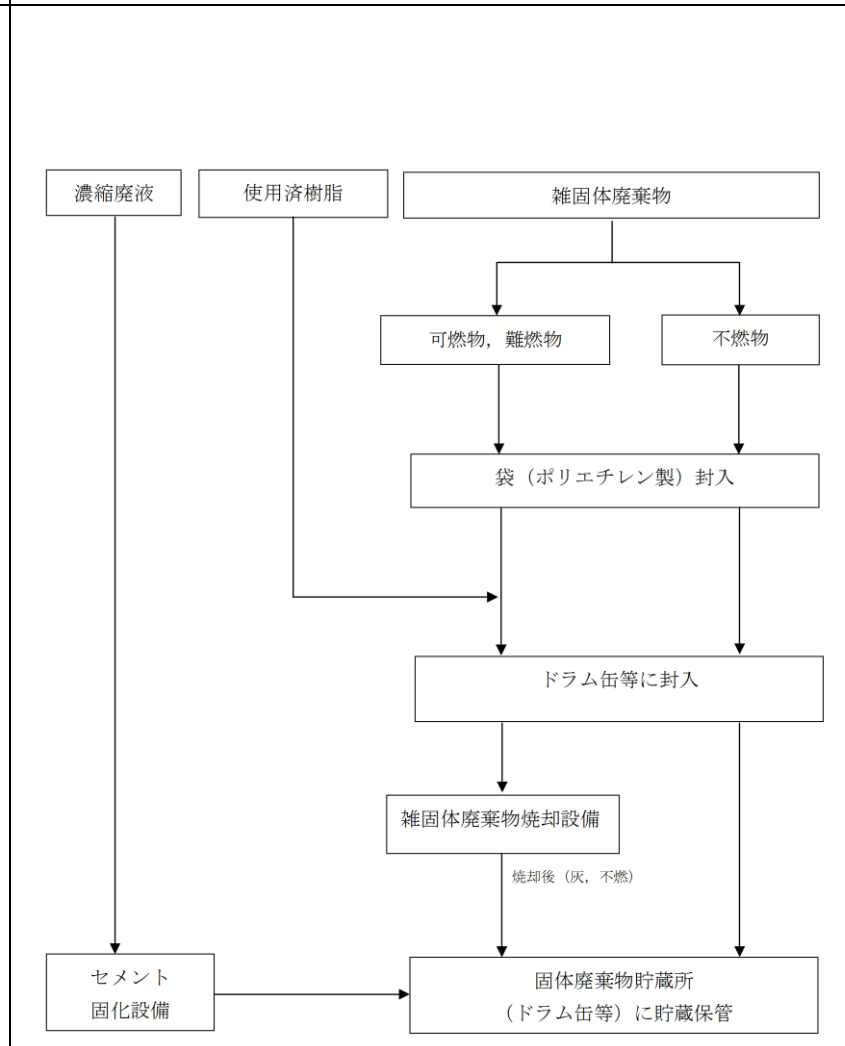 濃縮廃液
使用済樹脂
雑固体廃棄物
可燃物，難燃物
不燃物
袋（ポリエチレン製）封入
ドラム缶等に封入
雑固体廃棄物焼却設備
焼却後（灰，不燃）
セメント
固化設備
固体廃棄物貯蔵所
（ドラム缶等）に貯蔵保管